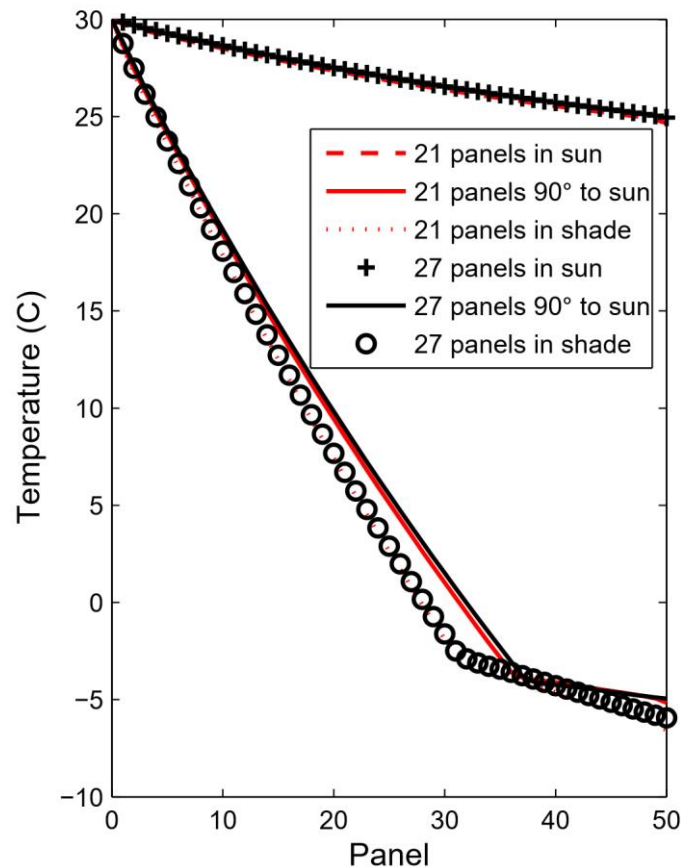 30
25
20
15
10
5
0
−5
−10
Temperature (C)
21 panels in sun
21 panels 90° to sun
21 panels in shade
27 panels in sun
27 panels 90° to sun
27 panels in shade
0 10 20 30 40 50
Panel